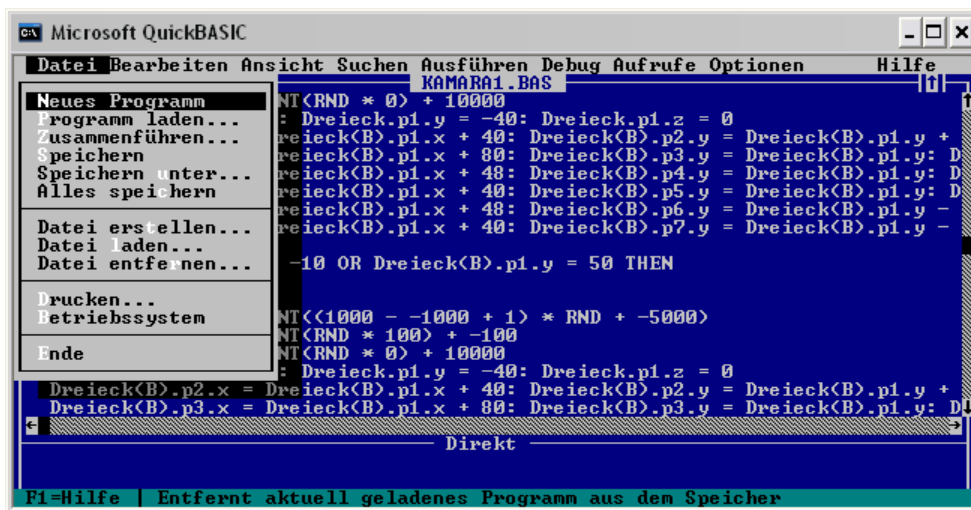 Microsoft QuickBASIC
Datei Bearbeiten Ansicht Suchen Ausführen Debug Aufrufe Optionen Hilfe
KAMARA1.BAS
Neues Programm
Programm laden...
Zusammenführen...
Speichern
Speichern unter...
Alles speichern
Datei erstellen...
Datei laden...
Datei entfernen...
Drucken...
Betriebssystem
Ende
NT(RND * 0) + 10000
: Dreieck.p1.y = -40: Dreieck.p1.z = 0
reieck(B).p1.x + 40: Dreieck(B).p2.y = Dreieck(B).p1.y +
reieck(B).p1.x + 80: Dreieck(B).p3.y = Dreieck(B).p1.y: D
reieck(B).p1.x + 48: Dreieck(B).p4.y = Dreieck(B).p1.y: D
reieck(B).p1.x + 40: Dreieck(B).p5.y = Dreieck(B).p1.y: D
reieck(B).p1.x + 48: Dreieck(B).p6.y = Dreieck(B).p1.y -
reieck(B).p1.x + 40: Dreieck(B).p7.y = Dreieck(B).p1.y -
-10 OR Dreieck(B).p1.y = 50 THEN
NT((1000 - -1000 + 1) * RND + -5000)
NT(RND * 100) + -100
NT(RND * 0) + 10000
: Dreieck.p1.y = -40: Dreieck.p1.z = 0
Dreieck(B).p2.x = Dreieck(B).p1.x + 40: Dreieck(B).p2.y = Dreieck(B).p1.y +
Dreieck(B).p3.x = Dreieck(B).p1.x + 80: Dreieck(B).p3.y = Dreieck(B).p1.y: D
Direkt
F1=Hilfe | Entfernt aktuell geladenes Programm aus dem Speicher